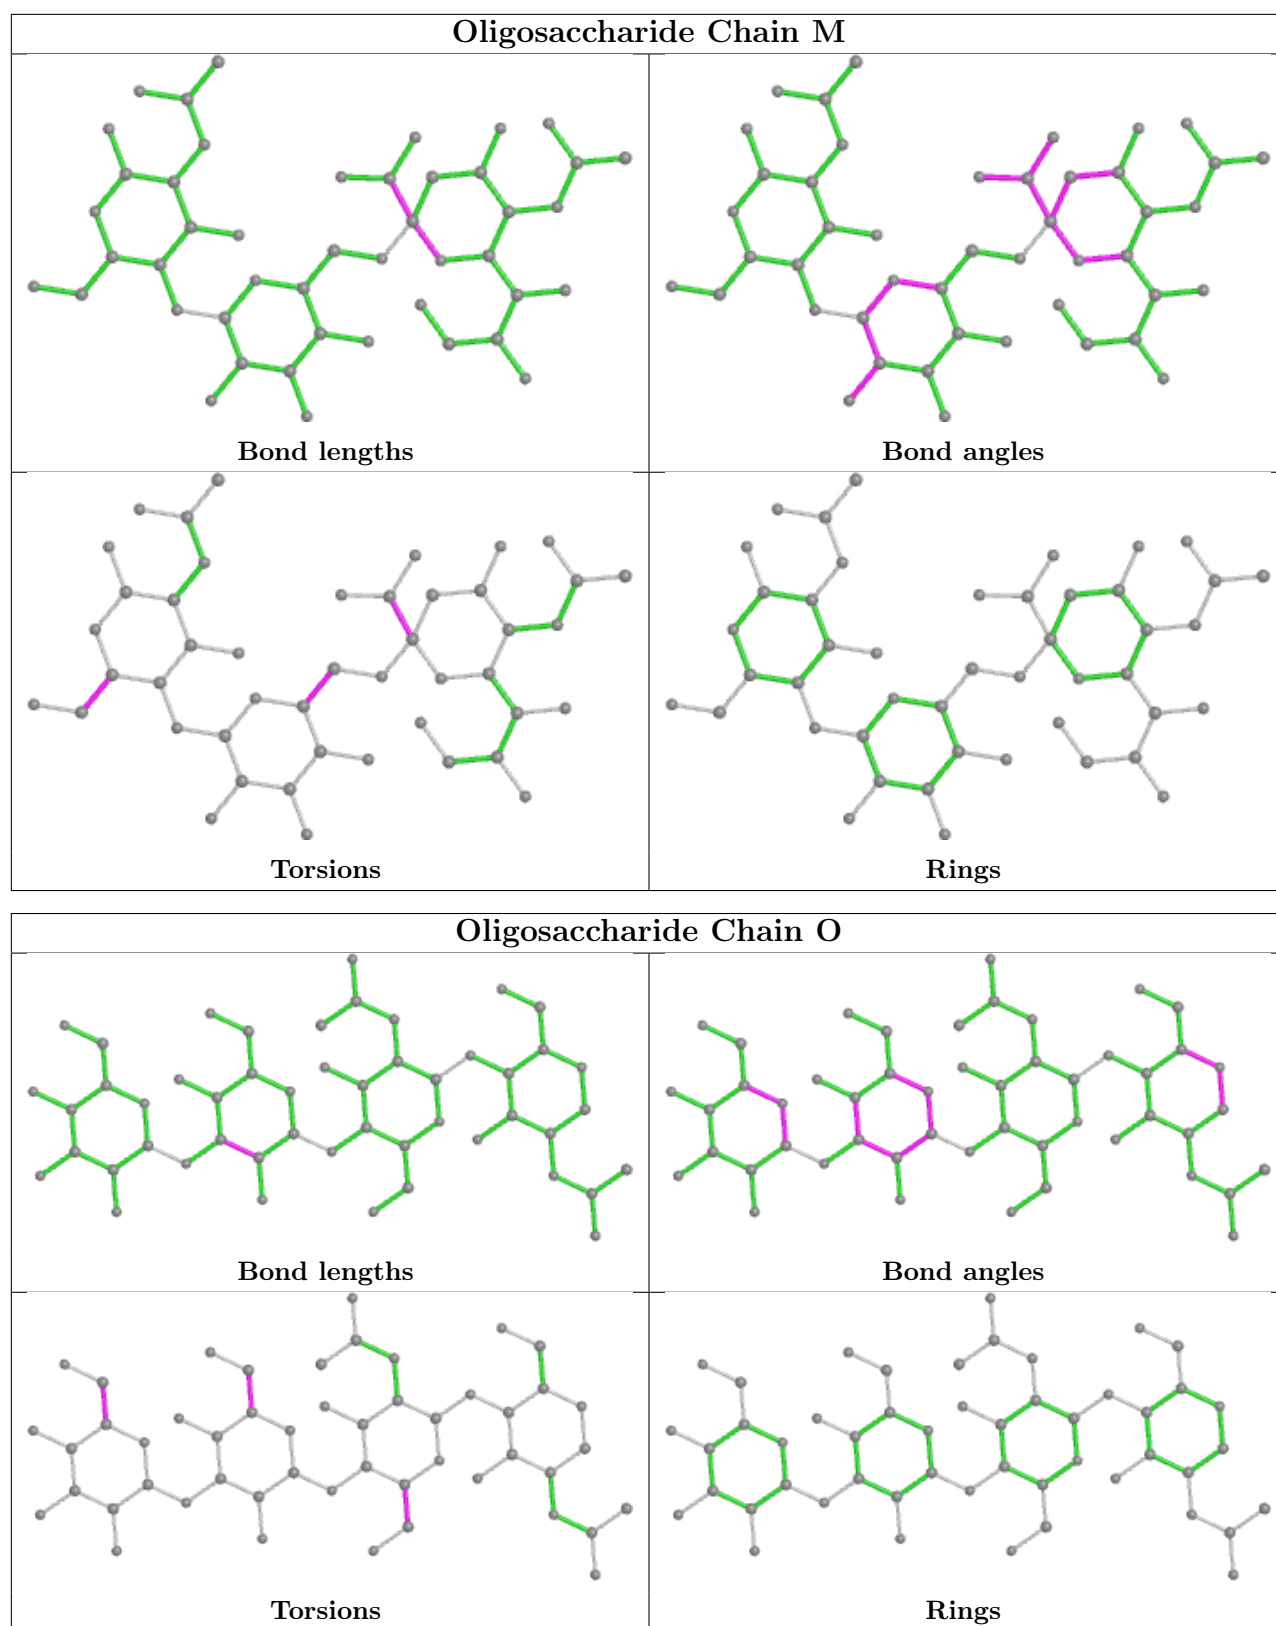 Oligosaccharide Chain M
Bond lengths
Bond angles
Torsions
Rings
Oligosaccharide Chain O
Bond lengths
Bond angles
Torsions
Rings